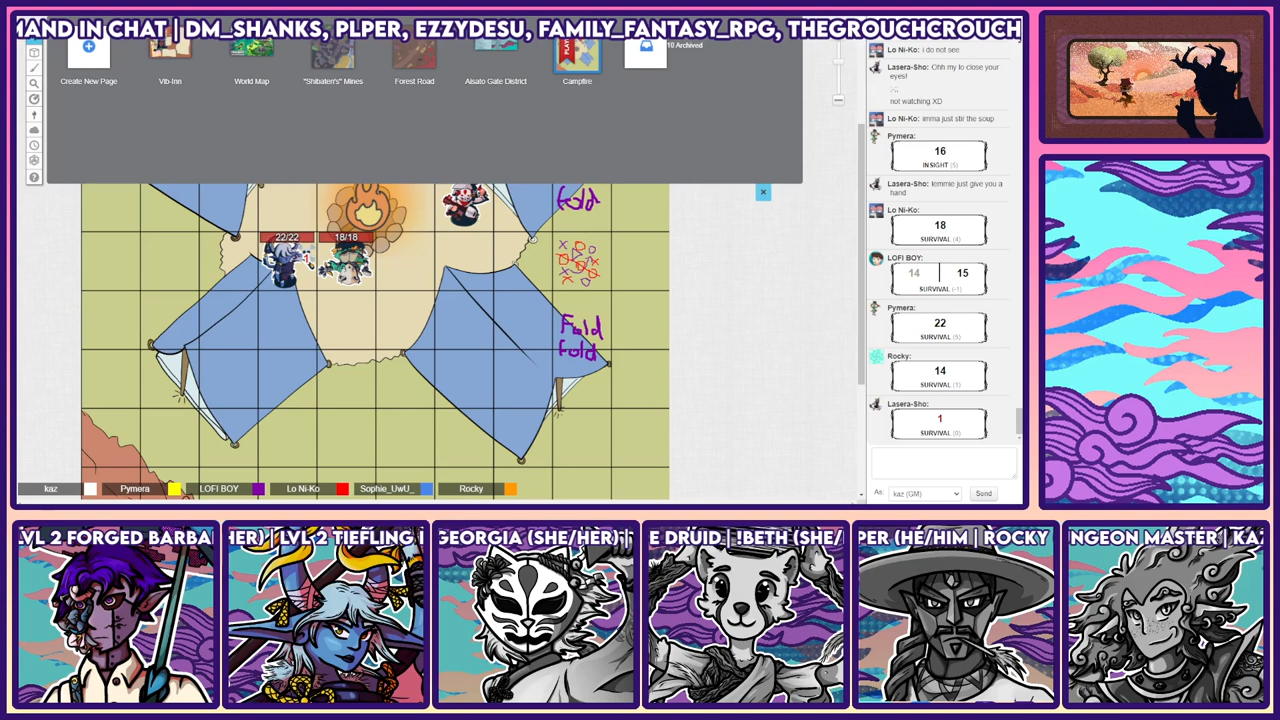 MAND IN CHAT | DM_SHANKS, PLPER, EZZYDESU, FAMILY_FANTASY_RPG, THEGROUCHCROUCH
Create New Page
Vib-Inn
World Map
"Shibaten's" Mines
Forest Road
Aisato Gate District
Campfire
10 Archived
Lo Ni-Ko: i do not see
Lasera-Sho: Ohh my lo close your
eyes!
not watching XD
Lo Ni-Ko: imma just stir the soup
Pymera:
16
INSIGHT (5)
Lasera-Sho: lemmie just give you a
hand
Lo Ni-Ko:
18
SURVIVAL (4)
LOFI BOY:
14 15
SURVIVAL (-1)
Pymera:
22
SURVIVAL (5)
Rocky:
14
SURVIVAL (1)
Lasera-Sho:
1
SURVIVAL (0)
As: kaz (GM) Send
22/22 18/18
Fold
Fold
Fold
kaz Pymera LOFI BOY Lo Ni-Ko Sophie_UwU_ Rocky
LVL 2 FORGED BARBA
HER) | LVL 2 TIEFLING
GEORGIA (SHE/HER)
E DRUID | !BETH (SHE/
PER (HE/HIM | ROCKY
NGEON MASTER | KAZ